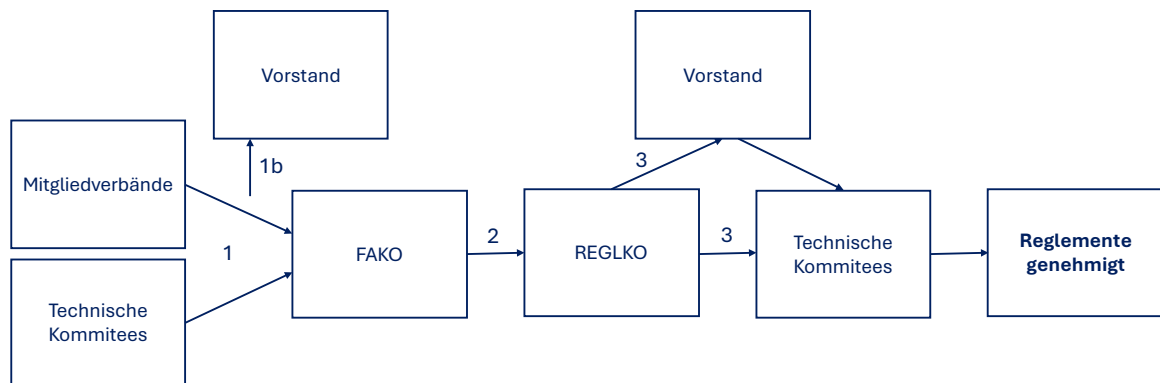 Vorstand
Vorstand
1b
3
Mitgliedverbände
1
FAKO
2
REGLKO
3
Technische
Kommitees
Reglemente
genehmigt
Technische
Kommitees